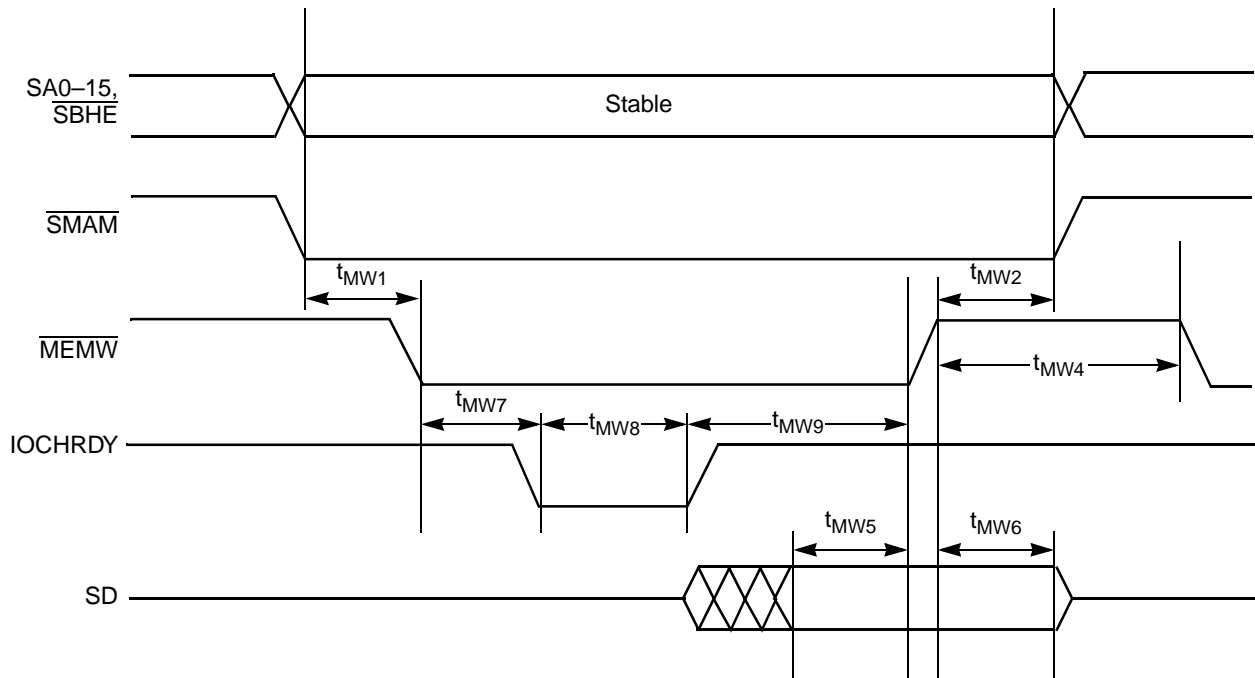 SA0–15,
SBHE
Stable
SMAM
tMW1
tMW2
MEMW
tMW4
tMW7
tMW8
tMW9
IOCHRDY
tMW5
tMW6
SD